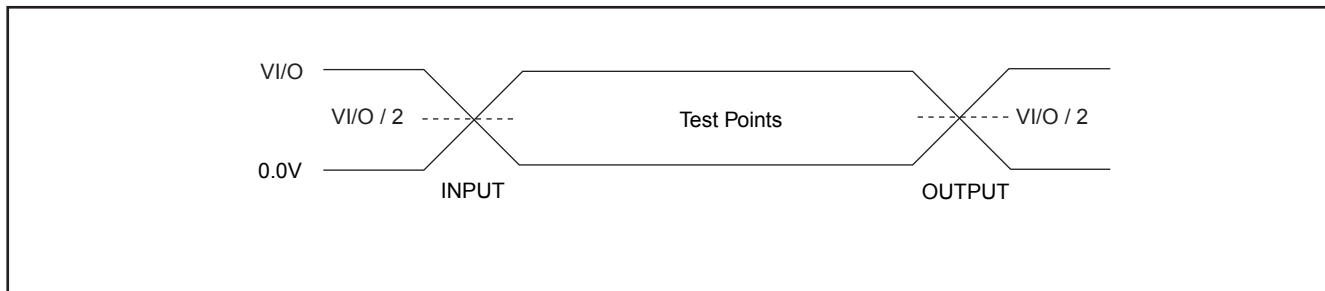 VI/O
VI/O / 2
Test Points
VI/O / 2
0.0V
INPUT
OUTPUT